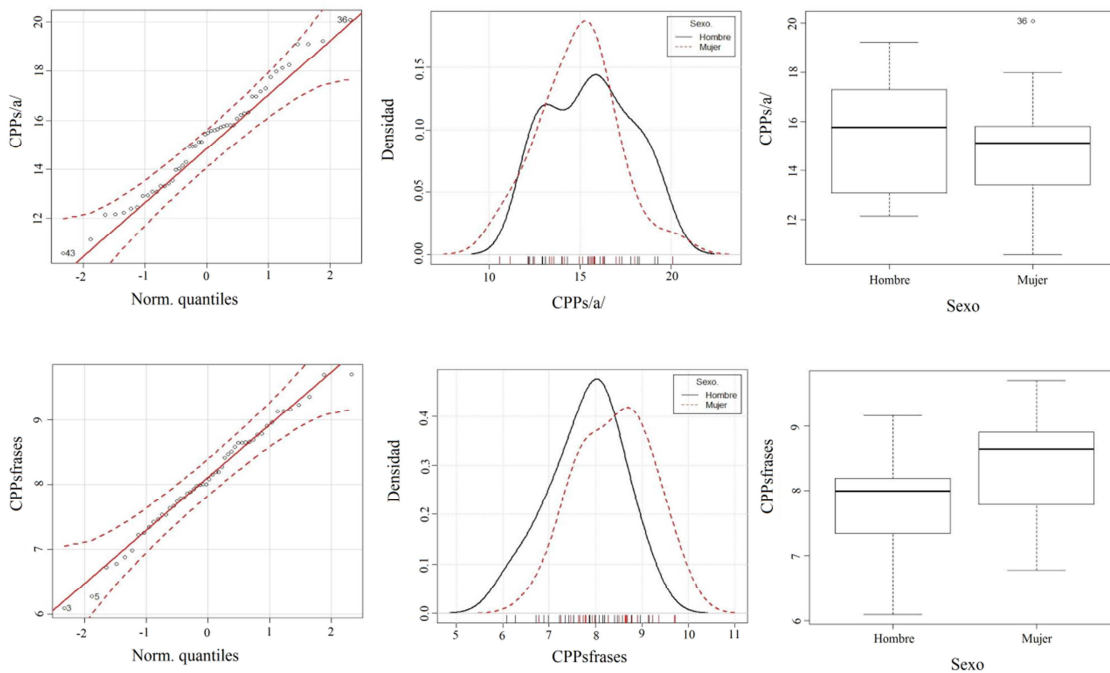 CPPs/a/
20
18
16
14
12
36
43
-2 -1 0 1 2
Norm. quantiles
Densidad
0.15
0.10
0.05
0.00
Sexo.
Hombre
Mujer
10 15 20
CPPs/a/
CPPs/a/
20
18
16
14
12
36
Hombre Mujer
Sexo
CPPsfrases
9
8
7
6
5
3
-2 -1 0 1 2
Norm. quantiles
Densidad
0.4
0.3
0.2
0.1
0.0
Sexo.
Hombre
Mujer
5 6 7 8 9 10 11
CPPsfrases
CPPsfrases
9
8
7
6
Hombre Mujer
Sexo